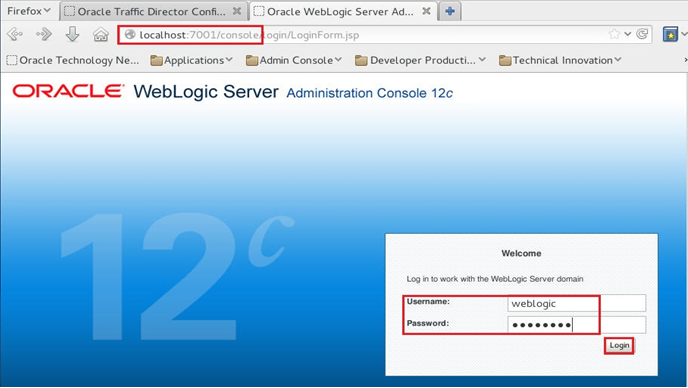 Firefox
Oracle Traffic Director Confi...
Oracle WebLogic Server Ad...
localhost:7001/console/login/LoginForm.jsp
Oracle Technology Ne... Applications Admin Console Developer Producti... Technical Innovation
ORACLE WebLogic Server Administration Console 12c
12c
Welcome
Log in to work with the WebLogic Server domain
Username: weblogic
Password: ●●●●●●●●
Login